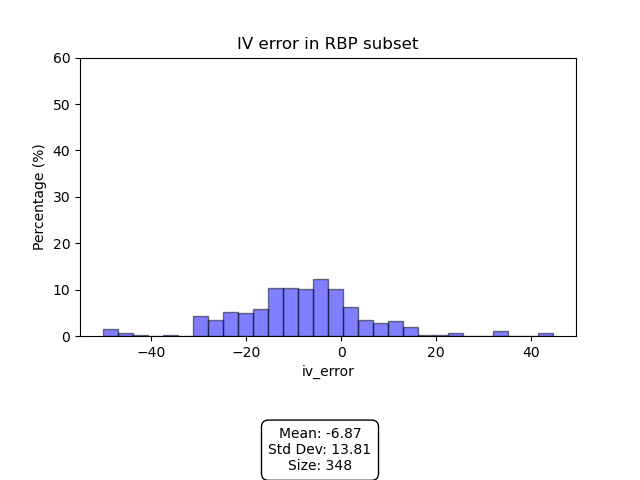 IV error in RBP subset
60
50
40
30
20
10
0
Percentage (%)
−40
−20
0
20
40
iv_error
Mean: -6.87
Std Dev: 13.81
Size: 348